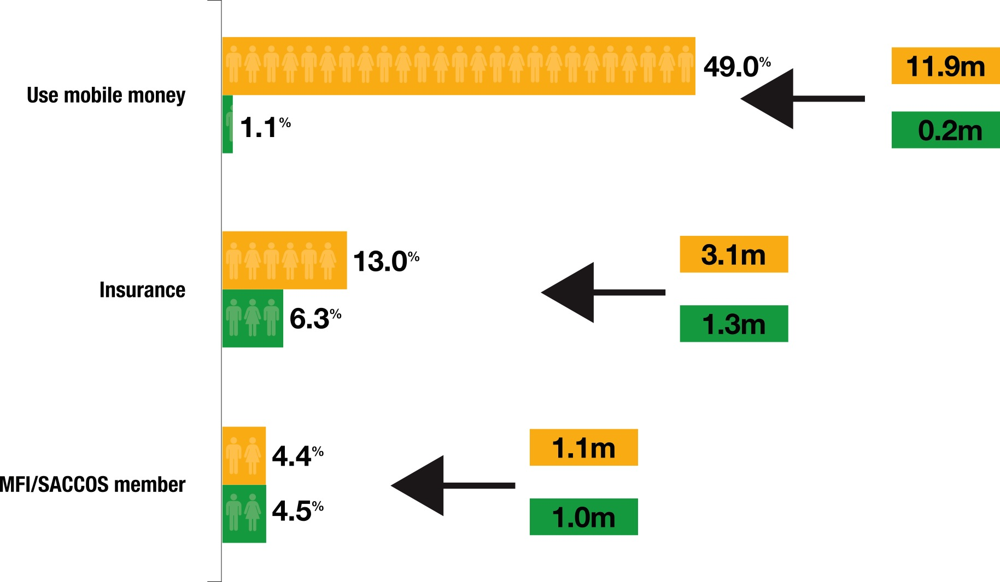 49.0%
11.9m
Use mobile money
1.1%
0.2m
13.0%
3.1m
Insurance
6.3%
1.3m
4.4%
1.1m
MFI/SACCOS member
4.5%
1.0m